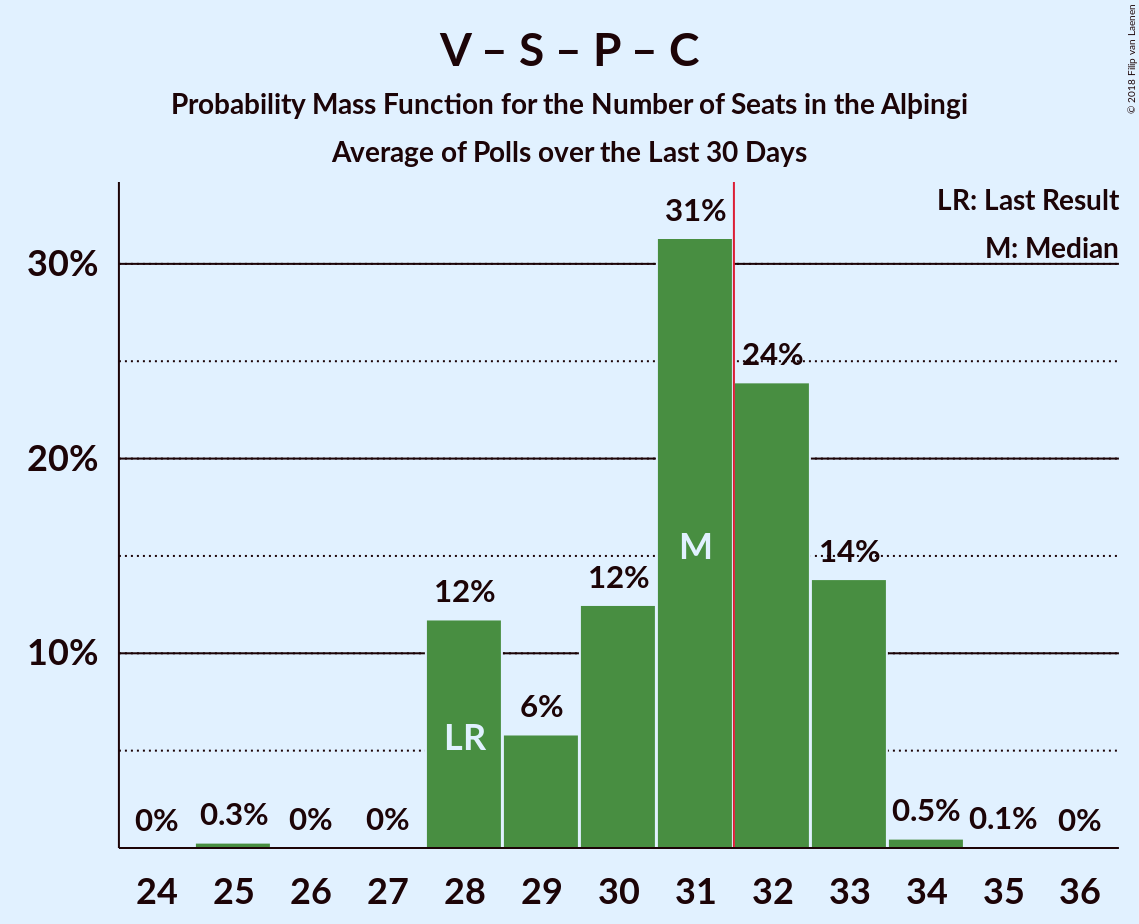 V – S – P – C
Probability Mass Function for the Number of Seats in the Alþingi
Average of Polls over the Last 30 Days
© 2018 Filip van Laenen
LR: Last Result
M: Median
30%
20%
10%
0%
0.3%
0%
0%
12%
6%
12%
31%
24%
14%
0.5%
0.1%
0%
LR
M
24 25 26 27 28 29 30 31 32 33 34 35 36